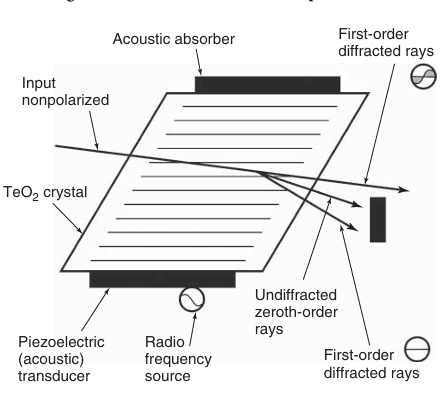 First-order
diffracted rays
Acoustic absorber
Input
nonpolarized
TeO2 crystal
Undiffracted
zeroth-order
rays
Piezoelectric
(acoustic)
transducer
Radio
frequency
source
First-order
diffracted rays